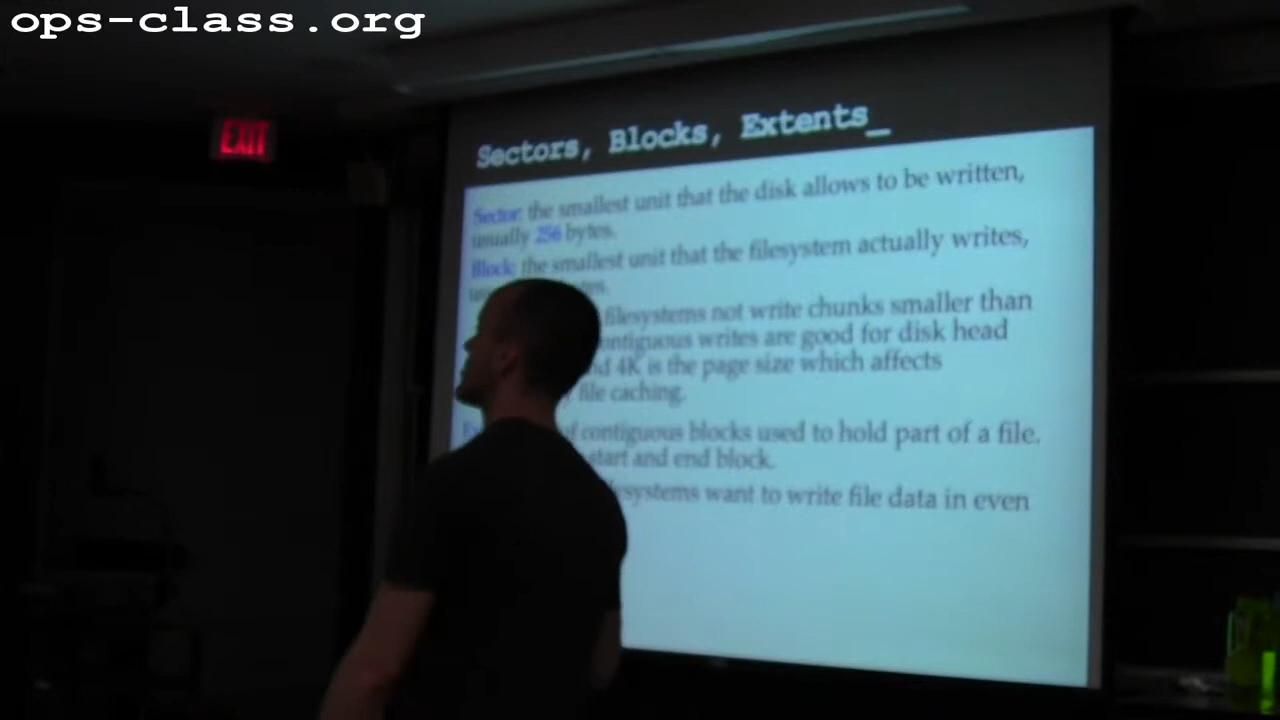 ops-class.org
EXIT
Sectors, Blocks, Extents_
Sector: the smallest unit that the disk allows to be written,
usually 256 bytes.
Block: the smallest unit that the filesystem actually writes,
filesystems not write chunks smaller than
contiguous writes are good for disk head
4K is the page size which affects
file caching.
of contiguous blocks used to hold part of a file.
start and end block.
want to write file data in even